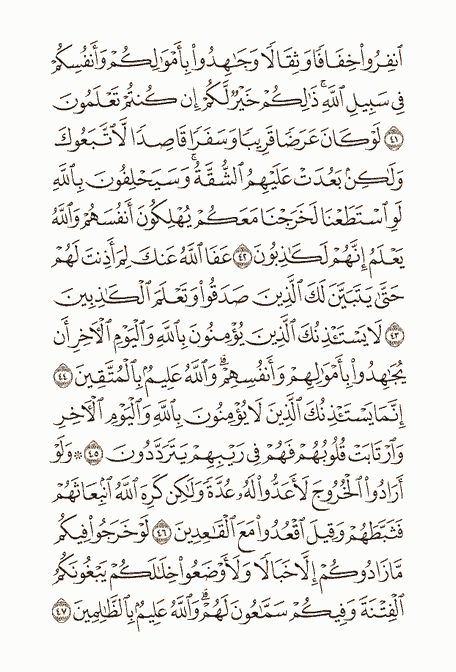 ٱنفِرُوا۟ خِفَافًا وَثِقَالًا وَجَـٰهِدُوا۟ بِأَمْوَٰلِكُمْ وَأَنفُسِكُمْ
فِى سَبِيلِ ٱللَّهِ ۚ ذَٰلِكُمْ خَيْرٌ لَّكُمْ إِن كُنتُمْ تَعْلَمُونَ
٤١ لَوْ كَانَ عَرَضًا قَرِيبًا وَسَفَرًا قَاصِدًا لَّٱتَّبَعُوكَ
وَلَـٰكِنۢ بَعُدَتْ عَلَيْهِمُ ٱلشُّقَّةُ ۚ وَسَيَحْلِفُونَ بِٱللَّهِ
لَوِ ٱسْتَطَعْنَا لَخَرَجْنَا مَعَكُمْ يُهْلِكُونَ أَنفُسَهُمْ وَٱللَّهُ
يَعْلَمُ إِنَّهُمْ لَكَـٰذِبُونَ ٤٢ عَفَا ٱللَّهُ عَنكَ لِمَ أَذِنتَ لَهُمْ
حَتَّىٰ يَتَبَيَّنَ لَكَ ٱلَّذِينَ صَدَقُوا۟ وَتَعْلَمَ ٱلْكَـٰذِبِينَ
٤٣ لَا يَسْتَـْٔذِنُكَ ٱلَّذِينَ يُؤْمِنُونَ بِٱللَّهِ وَٱلْيَوْمِ ٱلْـَٔاخِرِ أَن
يُجَـٰهِدُوا۟ بِأَمْوَٰلِهِمْ وَأَنفُسِهِمْ ۗ وَٱللَّهُ عَلِيمٌۢ بِٱلْمُتَّقِينَ ٤٤
إِنَّمَا يَسْتَـْٔذِنُكَ ٱلَّذِينَ لَا يُؤْمِنُونَ بِٱللَّهِ وَٱلْيَوْمِ ٱلْـَٔاخِرِ
وَٱرْتَابَتْ قُلُوبُهُمْ فَهُمْ فِى رَيْبِهِمْ يَتَرَدَّدُونَ ٤٥ ۞ وَلَوْ
أَرَادُوا۟ ٱلْخُرُوجَ لَأَعَدُّوا۟ لَهُۥ عُدَّةً وَلَـٰكِن كَرِهَ ٱللَّهُ ٱنۢبِعَاثَهُمْ
فَثَبَّطَهُمْ وَقِيلَ ٱقْعُدُوا۟ مَعَ ٱلْقَـٰعِدِينَ ٤٦ لَوْ خَرَجُوا۟ فِيكُم
مَّا زَادُوكُمْ إِلَّا خَبَالًا وَلَأَوْضَعُوا۟ خِلَـٰلَكُمْ يَبْغُونَكُمُ
ٱلْفِتْنَةَ وَفِيكُمْ سَمَّـٰعُونَ لَهُمْ ۗ وَٱللَّهُ عَلِيمٌۢ بِٱلظَّـٰلِمِينَ ٤٧